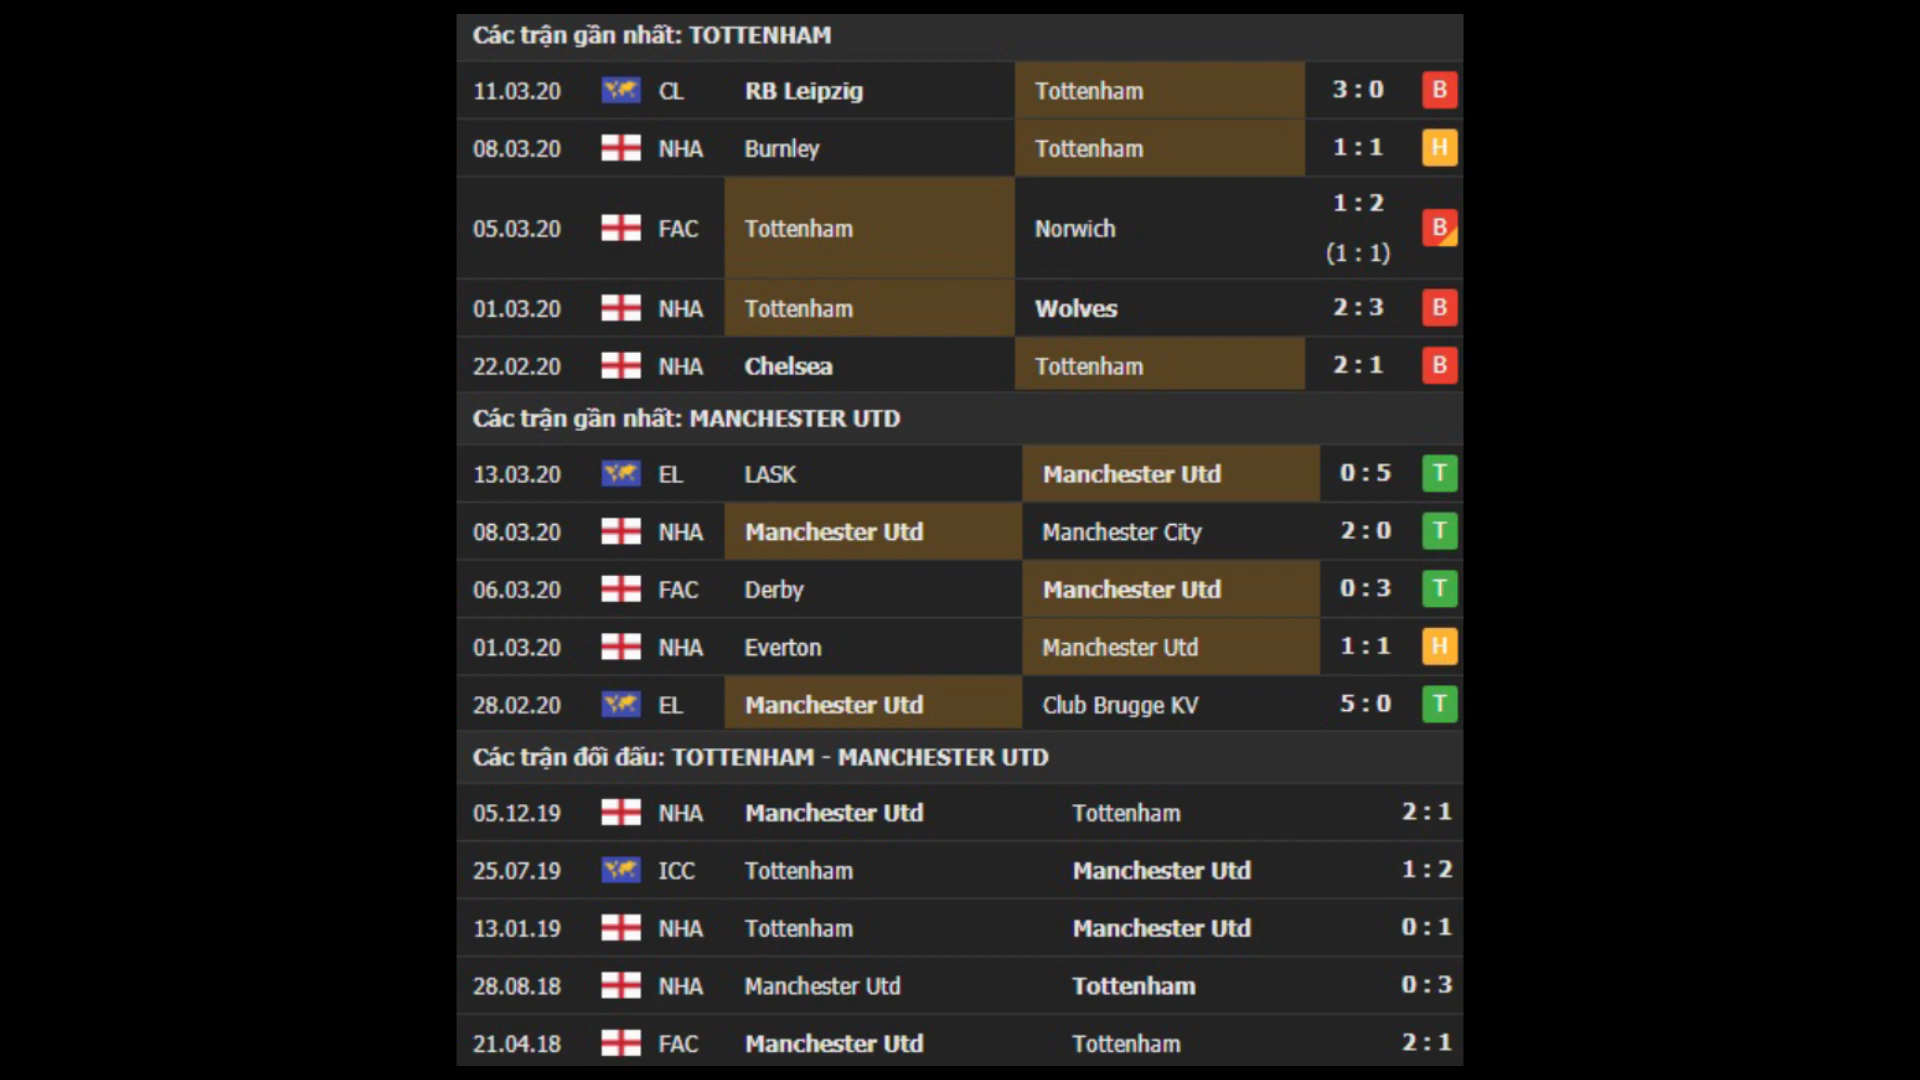 Các trận gần nhất: TOTTENHAM
11.03.20 CL RB Leipzig Tottenham 3 : 0 B
08.03.20 NHA Burnley Tottenham 1 : 1 H
05.03.20 FAC Tottenham Norwich 1 : 2 (1 : 1) B
01.03.20 NHA Tottenham Wolves 2 : 3 B
22.02.20 NHA Chelsea Tottenham 2 : 1 B
Các trận gần nhất: MANCHESTER UTD
13.03.20 EL LASK Manchester Utd 0 : 5 T
08.03.20 NHA Manchester Utd Manchester City 2 : 0 T
06.03.20 FAC Derby Manchester Utd 0 : 3 T
01.03.20 NHA Everton Manchester Utd 1 : 1 H
28.02.20 EL Manchester Utd Club Brugge KV 5 : 0 T
Các trận đối đấu: TOTTENHAM - MANCHESTER UTD
05.12.19 NHA Manchester Utd Tottenham 2 : 1
25.07.19 ICC Tottenham Manchester Utd 1 : 2
13.01.19 NHA Tottenham Manchester Utd 0 : 1
28.08.18 NHA Manchester Utd Tottenham 0 : 3
21.04.18 FAC Manchester Utd Tottenham 2 : 1